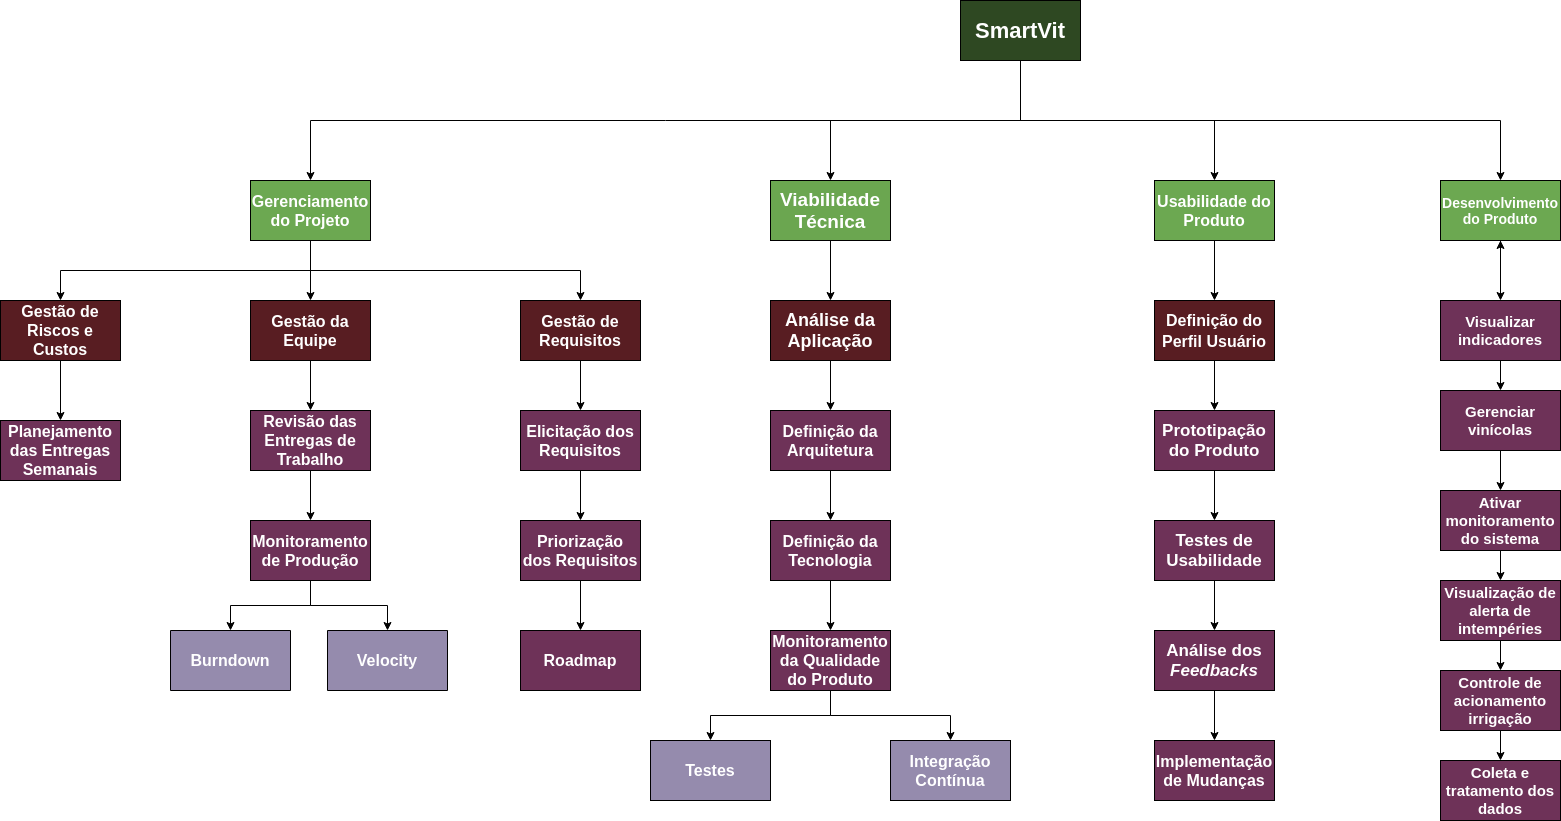 SmartVit
Gerenciamento
do Projeto
Viabilidade
Técnica
Usabilidade do
Produto
Desenvolvimento
do Produto
Gestão de
Riscos e
Custos
Gestão da
Equipe
Gestão de
Requisitos
Análise da
Aplicação
Definição do
Perfil Usuário
Visualizar
indicadores
Planejamento
das Entregas
Semanais
Revisão das
Entregas de
Trabalho
Elicitação dos
Requisitos
Definição da
Arquitetura
Prototipação
do Produto
Gerenciar
vinícolas
Monitoramento
de Produção
Priorização
dos Requisitos
Definição da
Tecnologia
Testes de
Usabilidade
Ativar
monitoramento
do sistema
Burndown
Velocity
Roadmap
Monitoramento
da Qualidade
do Produto
Análise dos
Feedbacks
Visualização de
alerta de
intempéries
Controle de
acionamento
irrigação
Testes
Integração
Contínua
Implementação
de Mudanças
Coleta e
tratamento dos
dados